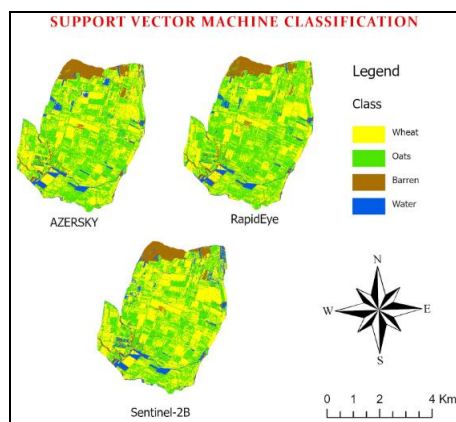 SUPPORT VECTOR MACHINE CLASSIFICATION
Legend
Class
Wheat
Oats
Barren
Water
AZERSKY
RapidEye
N
W
E
S
Sentinel-2B
0 1 2 4 Km